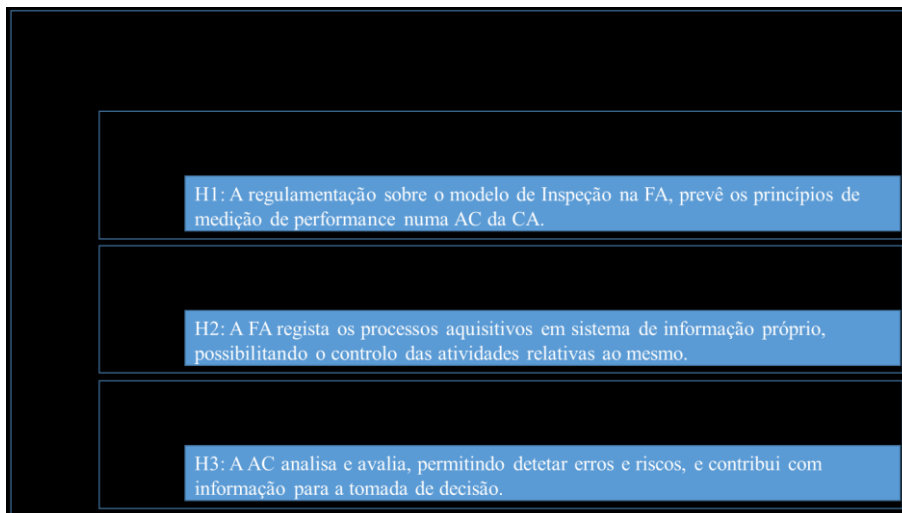 H1: A regulamentação sobre o modelo de Inspeção na FA, prevê os princípios de
medição de performance numa AC da CA.
H2: A FA regista os processos aquisitivos em sistema de informação próprio,
possibilitando o controlo das atividades relativas ao mesmo.
H3: A AC analisa e avalia, permitindo detetar erros e riscos, e contribui com
informação para a tomada de decisão.